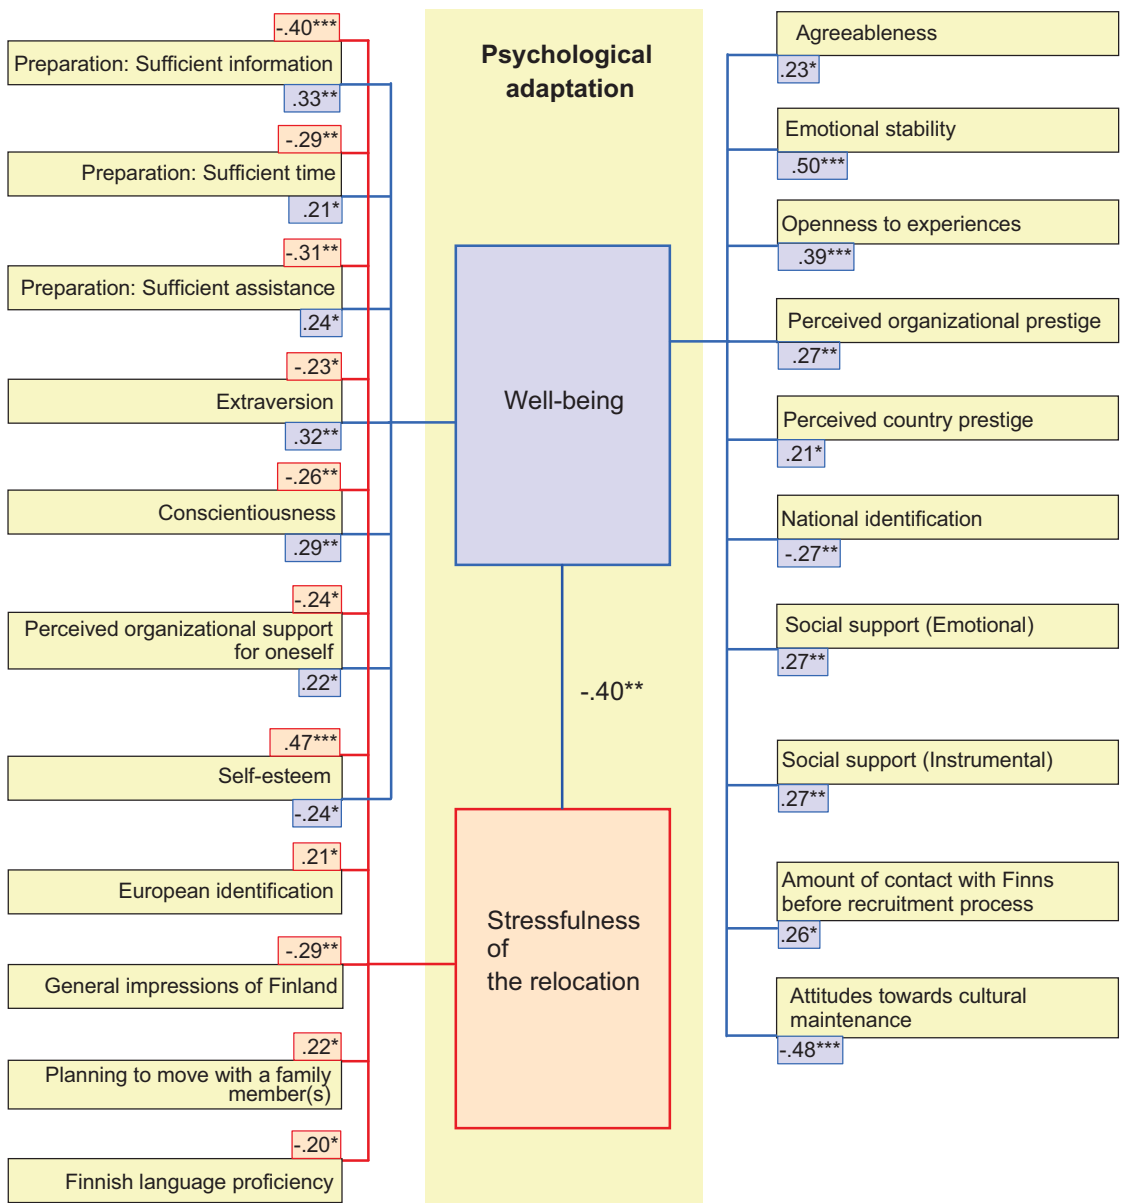 -.40***
Preparation: Sufficient information
.33**
-.29**
Preparation: Sufficient time
.21*
-.31**
Preparation: Sufficient assistance
.24*
-.23*
Extraversion
.32**
-.26**
Conscientiousness
.29**
-.24*
Perceived organizational support
for oneself
.22*
.47***
Self-esteem
-.24*
.21*
European identification
-.29**
General impressions of Finland
.22*
Planning to move with a family
member(s)
-.20*
Finnish language proficiency
Psychological
adaptation
Well-being
-.40**
Stressfulness
of
the relocation
Agreeableness
.23*
Emotional stability
.50***
Openness to experiences
.39***
Perceived organizational prestige
.27**
Perceived country prestige
.21*
National identification
-.27**
Social support (Emotional)
.27**
Social support (Instrumental)
.27**
Amount of contact with Finns
before recruitment process
.26*
Attitudes towards cultural
maintenance
-.48***